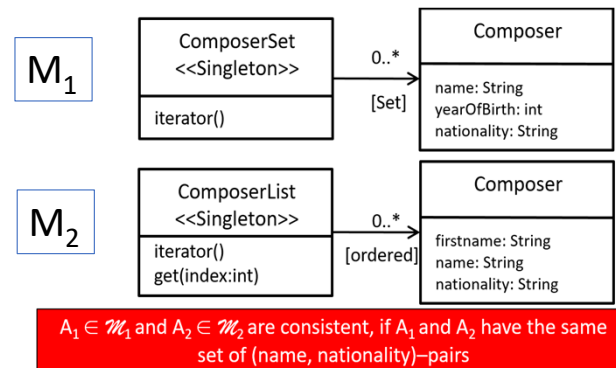 M₁
ComposerSet
<<Singleton>>
iterator()
0..*
[Set]
Composer
name: String
yearOfBirth: int
nationality: String
M₂
ComposerList
<<Singleton>>
iterator()
get(index:int)
0..*
[ordered]
Composer
firstname: String
name: String
nationality: String
A₁ ∈ 𝓜₁ and A₂ ∈ 𝓜₂ are consistent, if A₁ and A₂ have the same
set of (name, nationality)–pairs